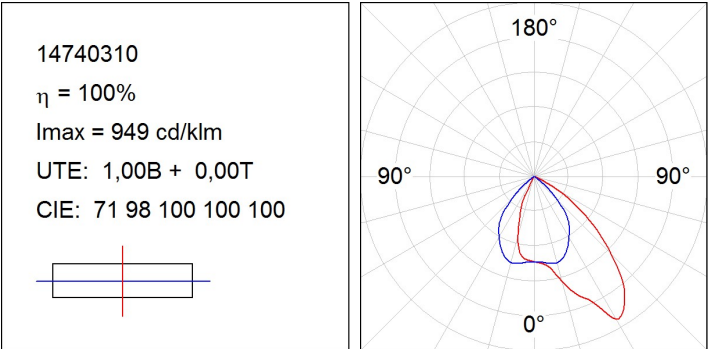 14740310
η = 100%
Imax = 949 cd/klm
UTE: 1,00B + 0,00T
CIE: 71 98 100 100 100
180°
90° 90°
0°